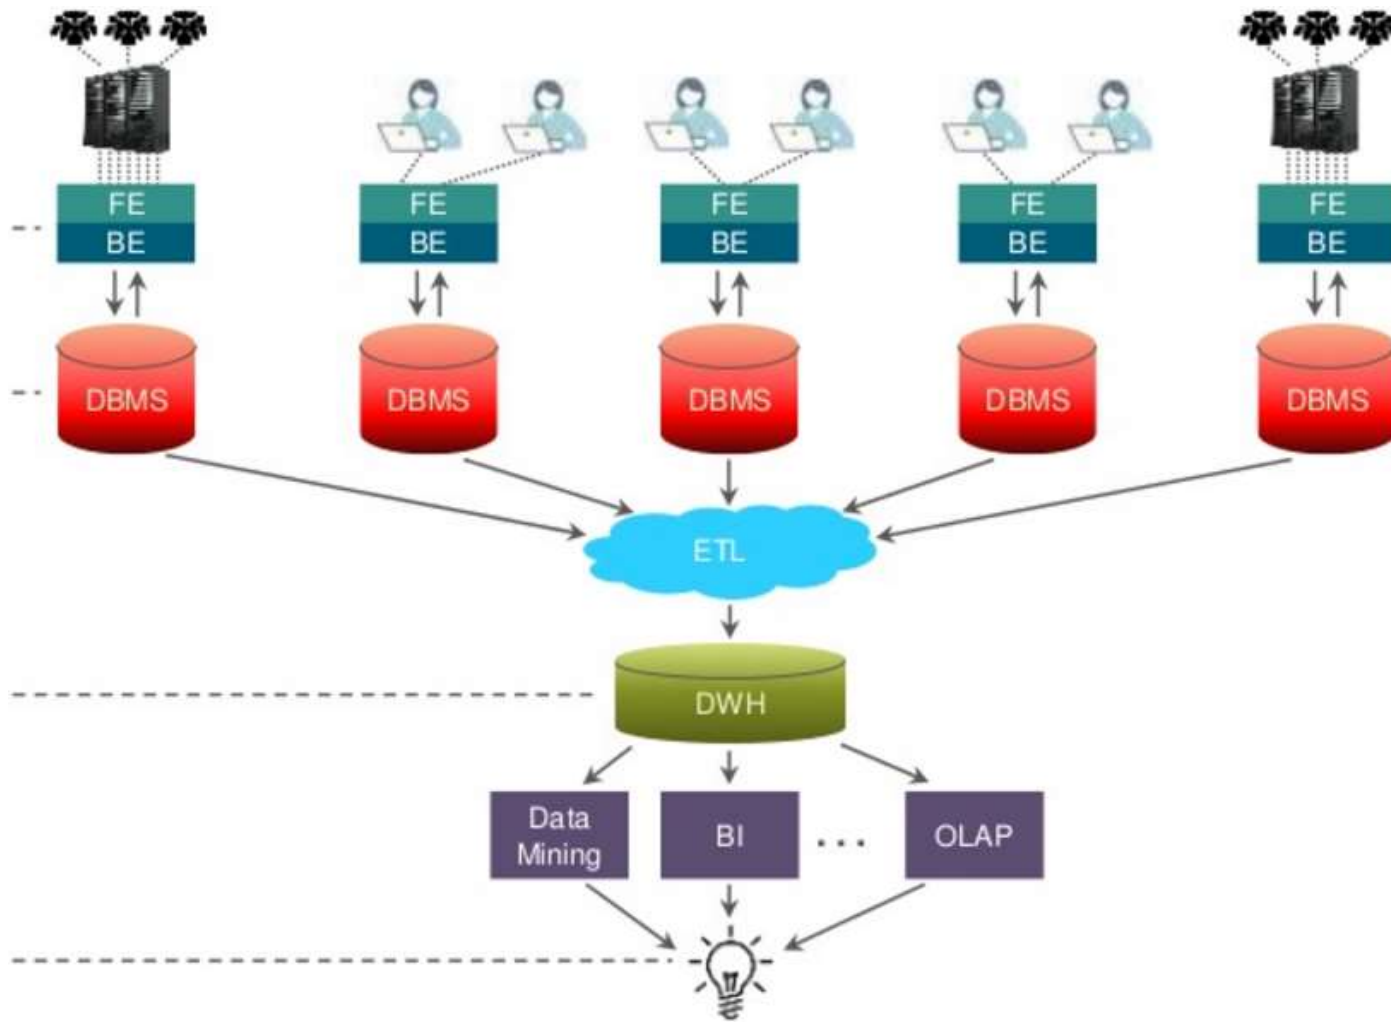 FE FE FE FE FE
BE BE BE BE BE
DBMS DBMS DBMS DBMS DBMS
ETL
DWH
Data
Mining
BI
. . .
OLAP